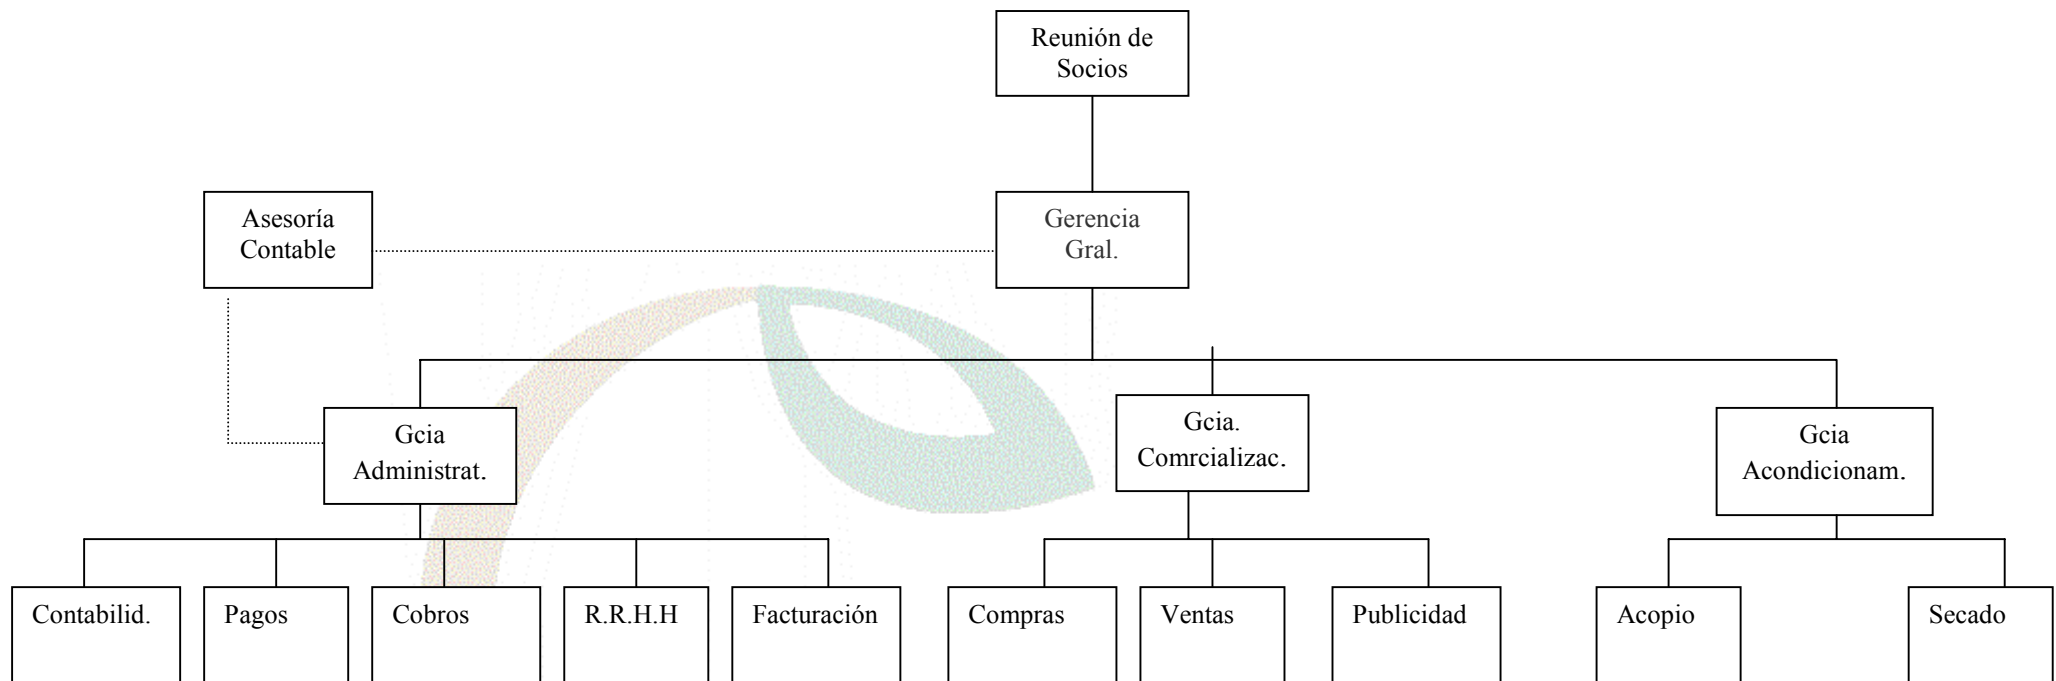 Reunión de
Socios
Asesoría
Contable
Gerencia
Gral.
Gcia
Administrat.
Gcia.
Comrcializac.
Gcia
Acondicionam.
Contabilid.
Pagos
Cobros
R.R.H.H
Facturación
Compras
Ventas
Publicidad
Acopio
Secado